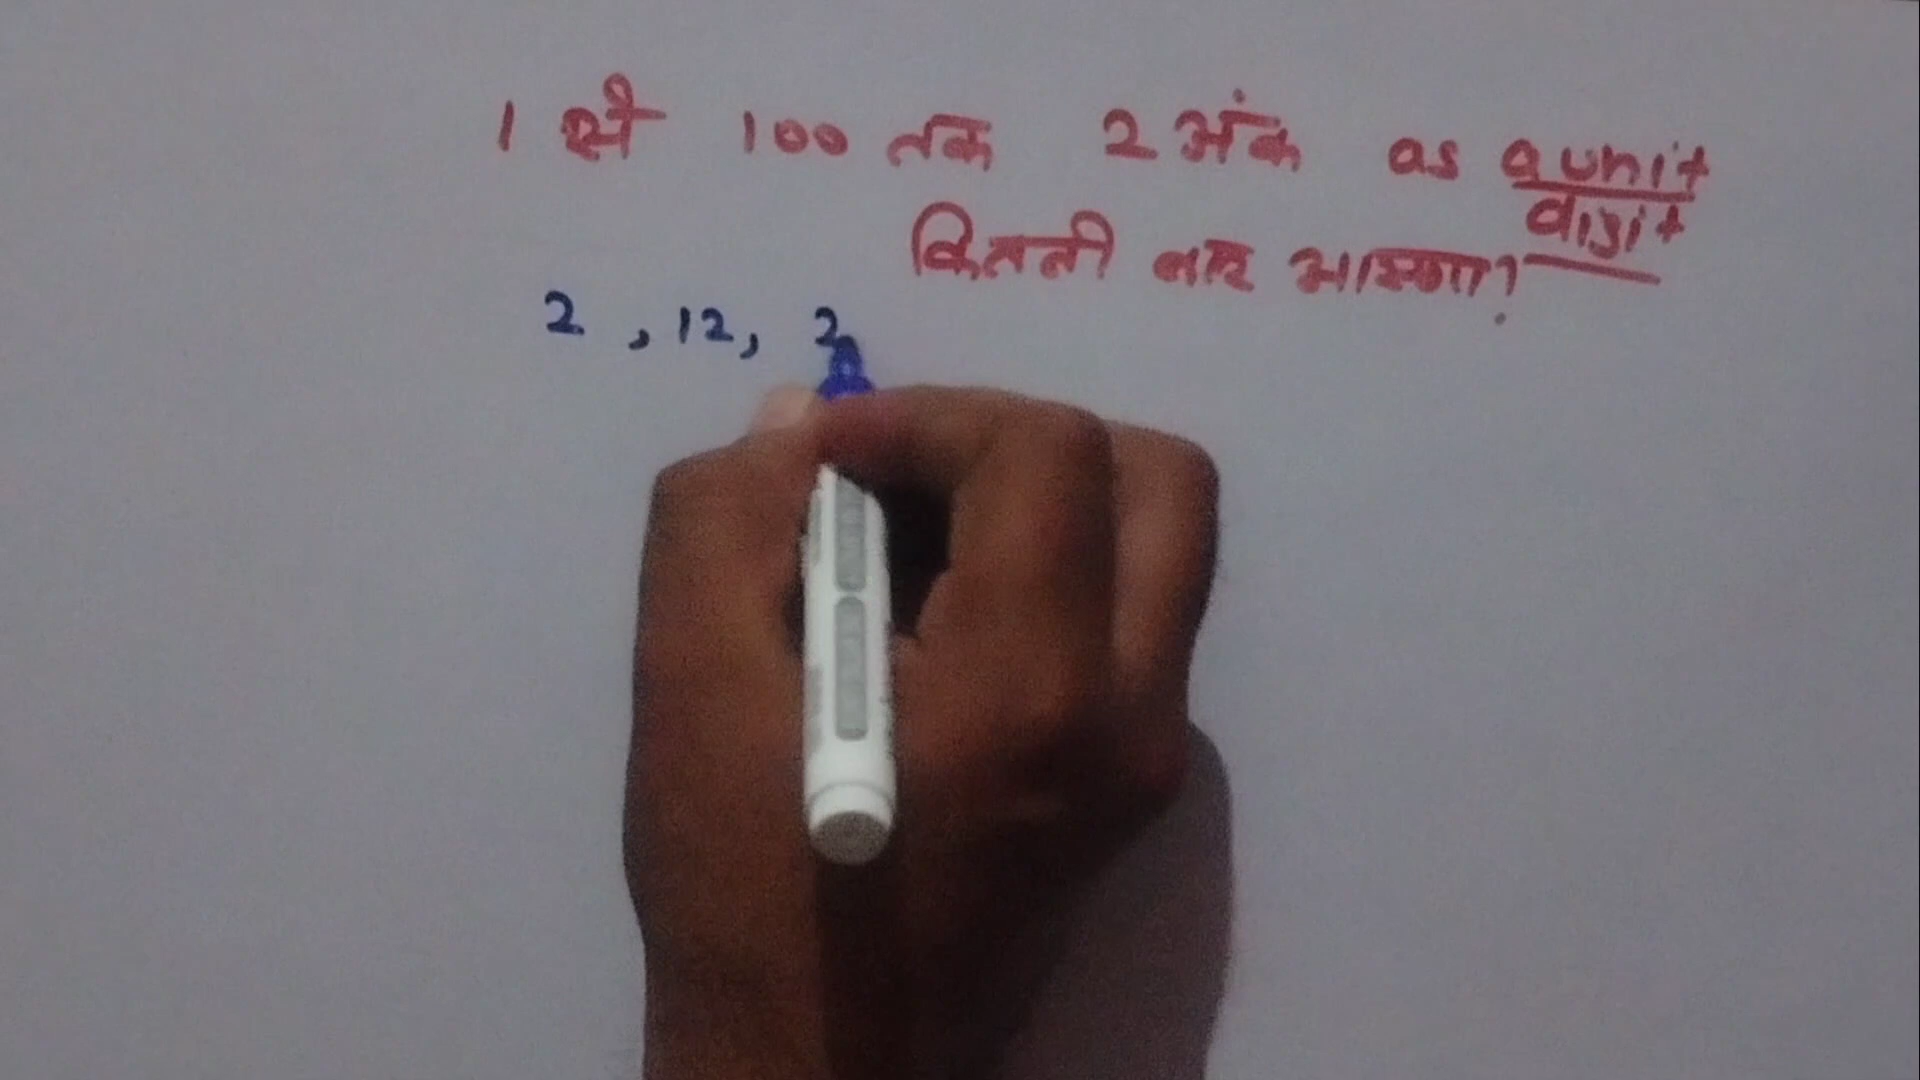 1 से 100 तक 2 अंक as a unit
digit
कितनी बार आएगा?
2, 12, 2